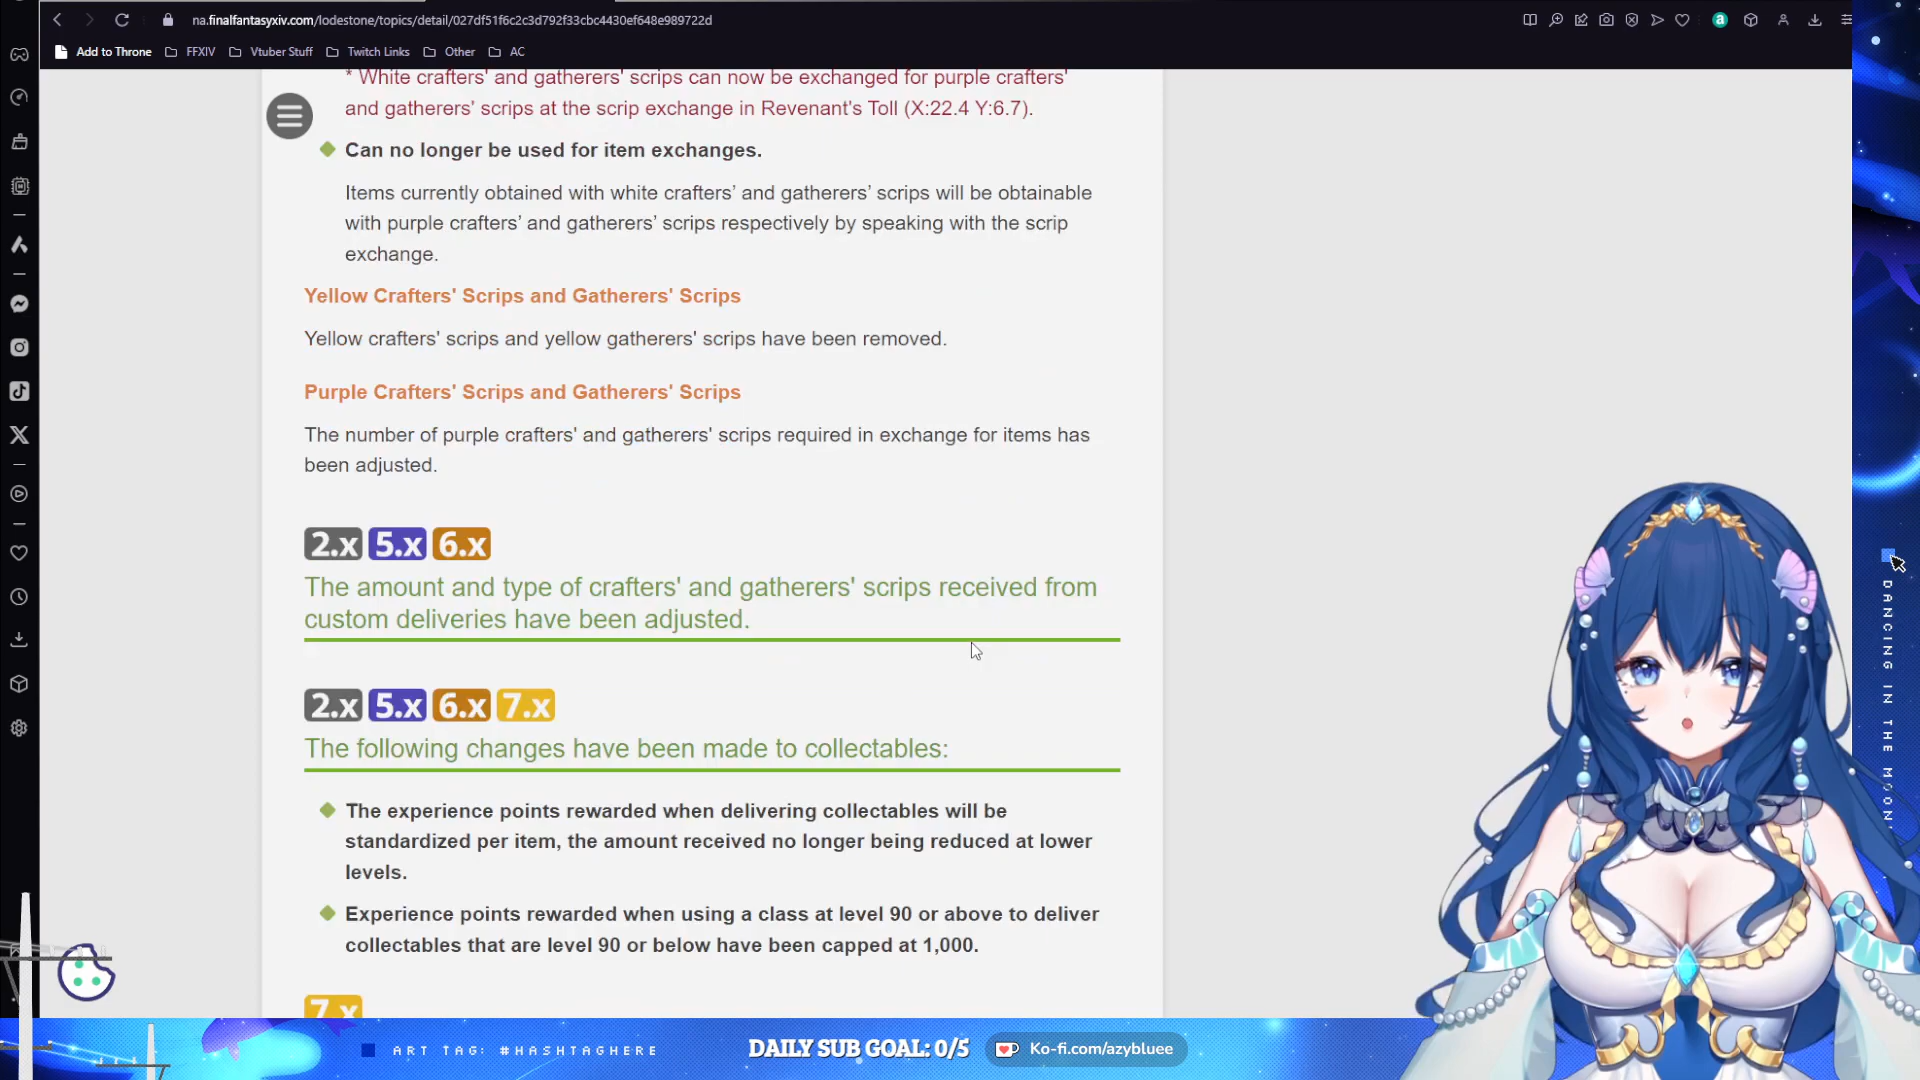 na.finalfantasyxiv.com/lodestone/topics/detail/027df51f6c2c3d792f33cbc4430ef648e989722d
Add to Throne FFXIV Vtuber Stuff Twitch Links Other AC
* White crafters' and gatherers' scrips can now be exchanged for purple crafters'
and gatherers' scrips at the scrip exchange in Revenant's Toll (X:22.4 Y:6.7).
Can no longer be used for item exchanges.
Items currently obtained with white crafters’ and gatherers’ scrips will be obtainable
with purple crafters’ and gatherers’ scrips respectively by speaking with the scrip
exchange.
Yellow Crafters' Scrips and Gatherers' Scrips
Yellow crafters' scrips and yellow gatherers' scrips have been removed.
Purple Crafters' Scrips and Gatherers' Scrips
The number of purple crafters' and gatherers' scrips required in exchange for items has
been adjusted.
2.x 5.x 6.x
The amount and type of crafters' and gatherers' scrips received from
custom deliveries have been adjusted.
2.x 5.x 6.x 7.x
The following changes have been made to collectables:
The experience points rewarded when delivering collectables will be
standardized per item, the amount received no longer being reduced at lower
levels.
Experience points rewarded when using a class at level 90 or above to deliver
collectables that are level 90 or below have been capped at 1,000.
7.x
DANCING IN THE MOON'
ART TAG: #HASHTAGHERE
DAILY SUB GOAL: 0/5
Ko-fi.com/azybluee